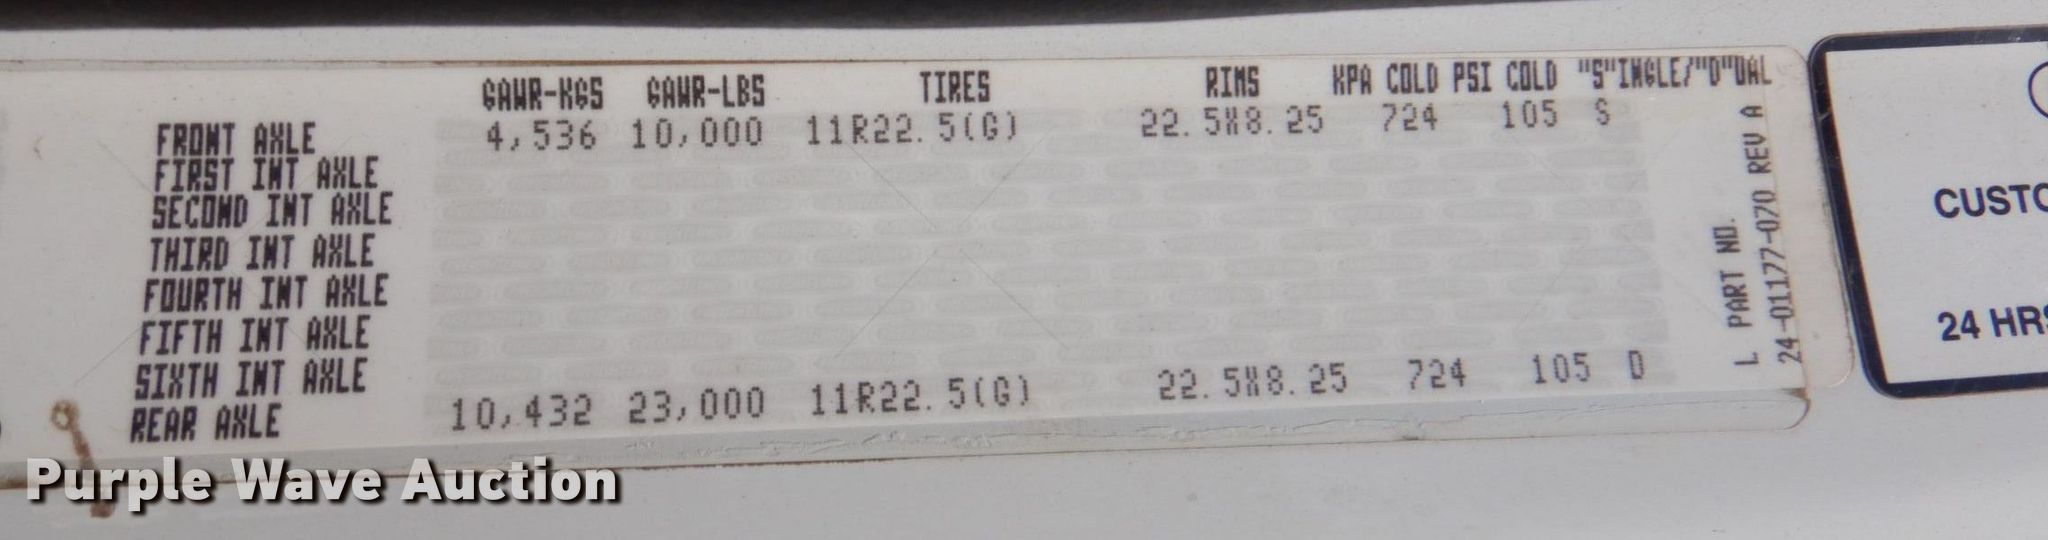 GAWR-KGS GAWR-LBS TIRES RIMS KPA COLD PSI COLD "S"INGLE/"D"UAL
FRONT AXLE 4,536 10,000 11R22.5(G) 22.5X8.25 724 105 S
FIRST INT AXLE
SECOND INT AXLE
THIRD INT AXLE
FOURTH INT AXLE
FIFTH INT AXLE
SIXTH INT AXLE
REAR AXLE 10,432 23,000 11R22.5(G) 22.5X8.25 724 105 D
L PART NO.
24-01177-070 REV A
CUSTO
24 HRS
Purple Wave Auction